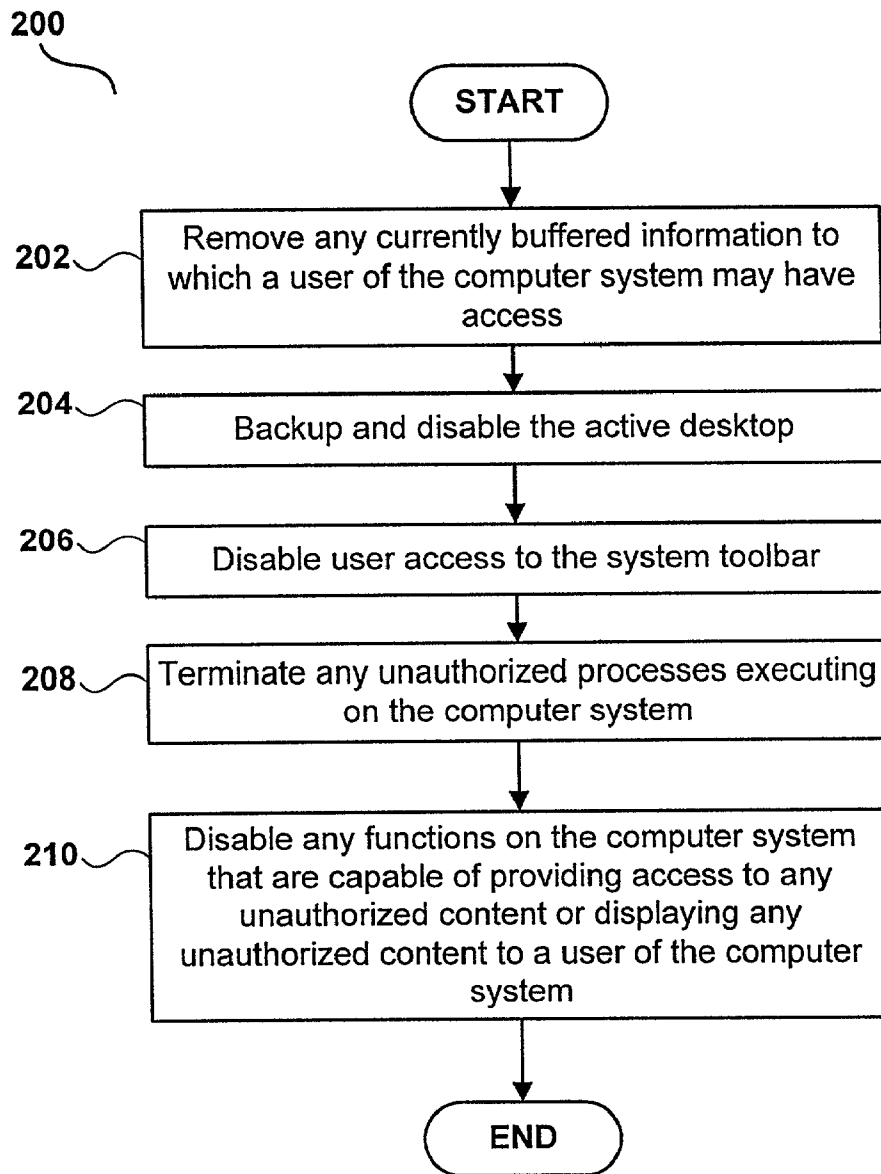 200
START
202
Remove any currently buffered information to
which a user of the computer system may have
access
204
Backup and disable the active desktop
206
Disable user access to the system toolbar
208
Terminate any unauthorized processes executing
on the computer system
210
Disable any functions on the computer system
that are capable of providing access to any
unauthorized content or displaying any
unauthorized content to a user of the computer
system
END